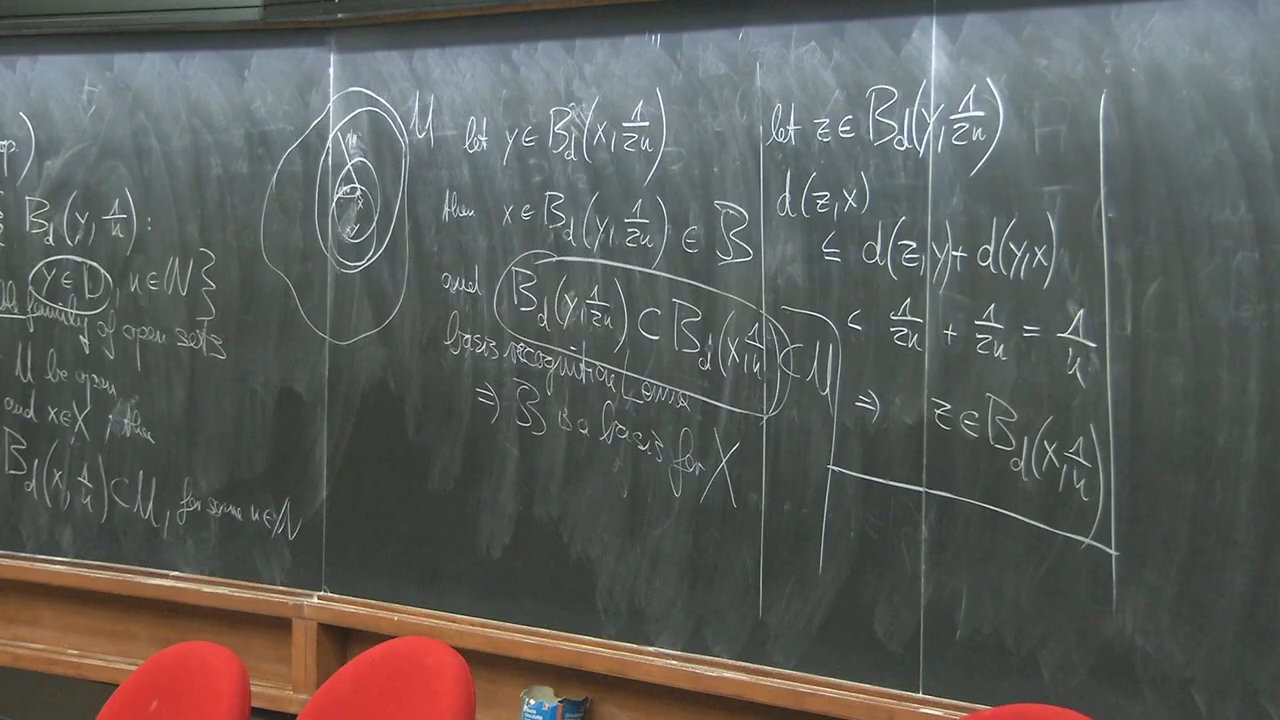 op.)
B_d(y, 1/n) :
y ∈ D, n ∈ ℕ}
family of open sets
U be open
and x ∈ X, then
B_d(x, 1/n) ⊂ U, for some n ∈ ℕ
U
let y ∈ B_d(x, 1/2n)
then x ∈ B_d(y, 1/2n) ∈ B
and B_d(y, 1/2n) ⊂ B_d(x, 1/n) ⊂ U
basis recognition Lemma
⇒ B is a basis for X
let z ∈ B_d(y, 1/2n)
d(z, x)
≤ d(z, y) + d(y, x)
< 1/2n + 1/2n = 1/n
⇒ z ∈ B_d(x, 1/n)